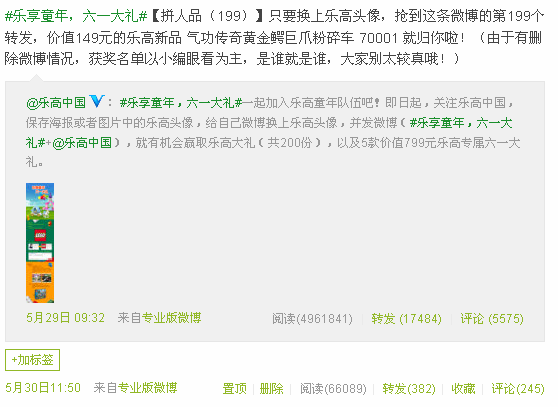 #乐享童年，六一大礼#【拼人品（199）】只要换上乐高头像，抢到这条微博的第199个
转发，价值149元的乐高新品 气功传奇黄金鳄巨爪粉碎车 70001 就归你啦！（由于有删
除微博情况，获奖名单以小编眼看为主，是谁就是谁，大家别太较真哦！）
@乐高中国 V：#乐享童年，六一大礼#一起加入乐高童年队伍吧！即日起，关注乐高中国，
保存海报或者图片中的乐高头像，给自己微博换上乐高头像，并发微博（#乐享童年，六一大
礼#+@乐高中国），就有机会赢取乐高大礼（共200份），以及5款价值799元乐高专属六一大
礼。
LEGO
5月29日 09:32 来自专业版微博 阅读(4961841) 转发 (17484) 评论 (5575)
+加标签
5月30日11:50 来自专业版微博 置顶 删除 阅读(66089) 转发(382) 收藏 评论(245)